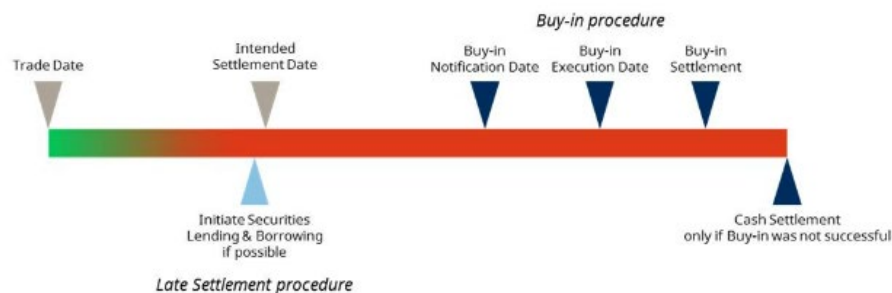 Buy-in procedure
Trade Date
Intended
Settlement Date
Buy-in
Notification Date
Buy-in
Execution Date
Buy-in
Settlement
Initiate Securities
Lending & Borrowing
if possible
Cash Settlement
only if Buy-in was not successful
Late Settlement procedure